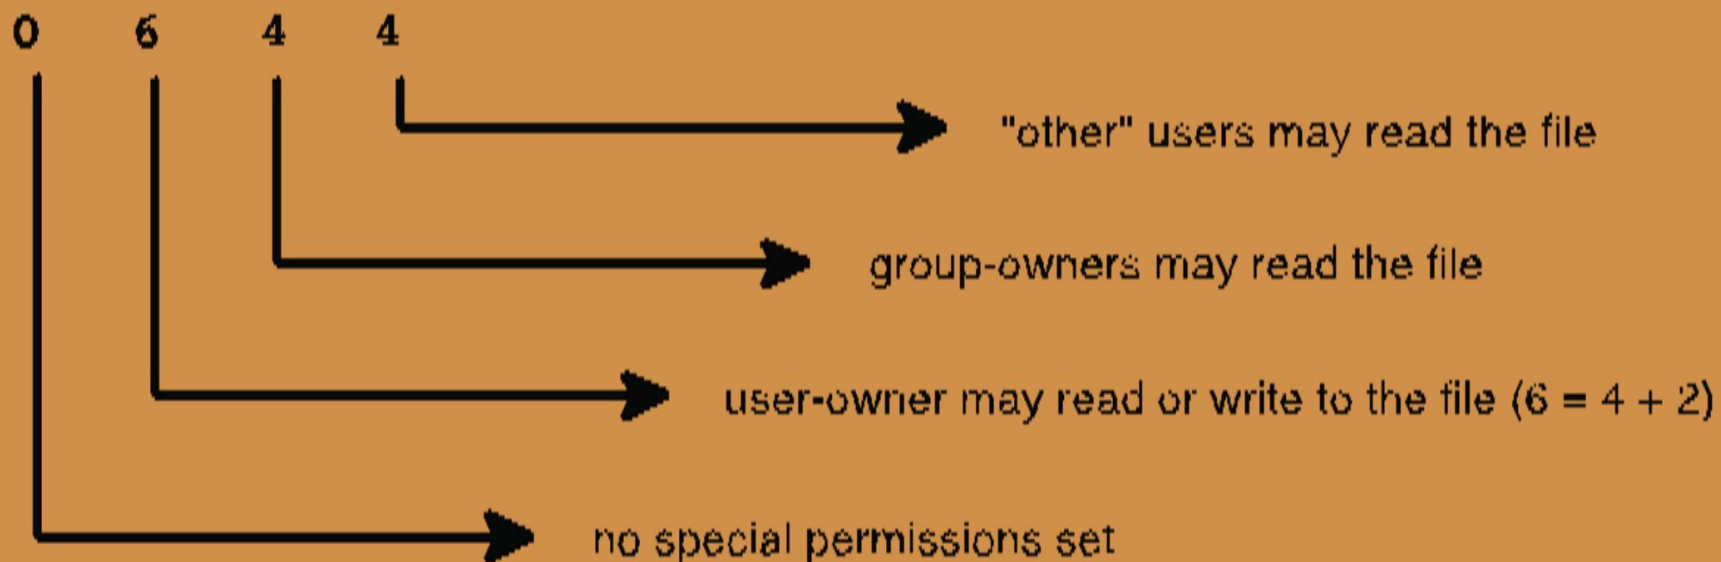 0 6 4 4
"other" users may read the file
group-owners may read the file
user-owner may read or write to the file (6 = 4 + 2)
no special permissions set